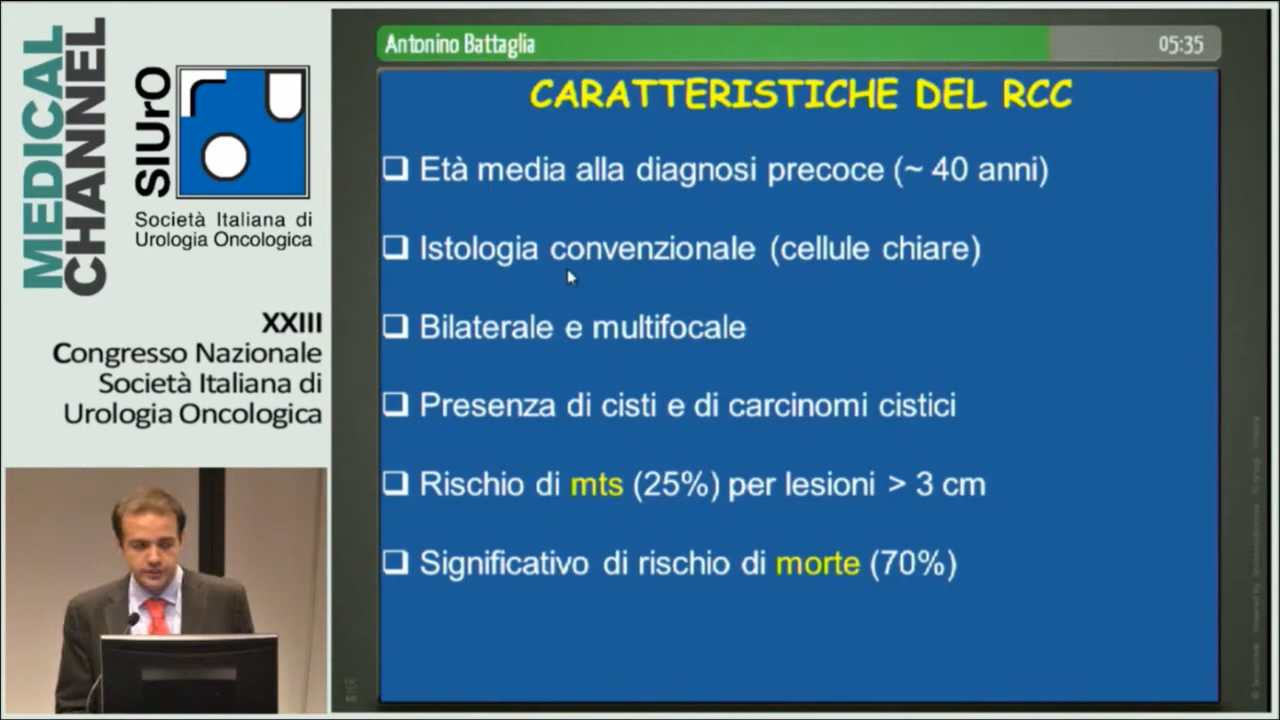 MEDICAL
CHANNEL
SIUrO
Società Italiana di
Urologia Oncologica
XXIII
Congresso Nazionale
Società Italiana di
Urologia Oncologica
Antonino Battaglia
05:35
CARATTERISTICHE DEL RCC
Età media alla diagnosi precoce (~ 40 anni)
Istologia convenzionale (cellule chiare)
Bilaterale e multifocale
Presenza di cisti e di carcinomi cistici
Rischio di mts (25%) per lesioni > 3 cm
Significativo di rischio di morte (70%)